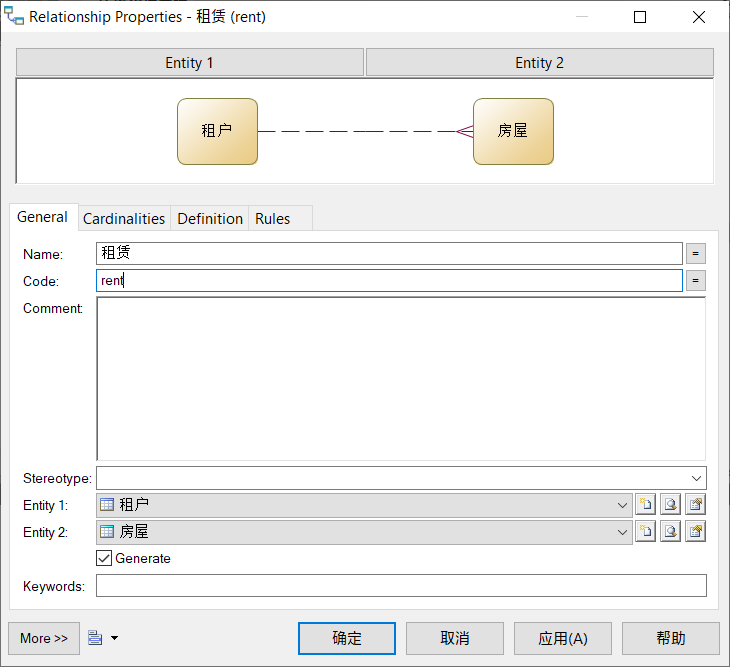 Relationship Properties - 租赁 (rent)
Entity 1
Entity 2
租户
房屋
General
Cardinalities
Definition
Rules
Name:
租赁
=
Code:
rent
=
Comment:
Stereotype:
Entity 1:
租户
Entity 2:
房屋
Generate
Keywords:
More >>
确定
取消
应用(A)
帮助